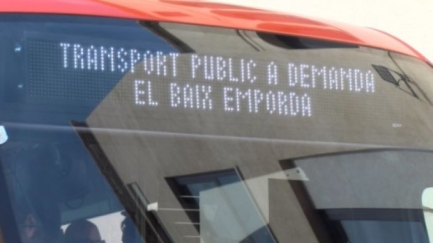 TRANSPORT PUBLIC A DEMANDA
EL BAIX EMPORDA